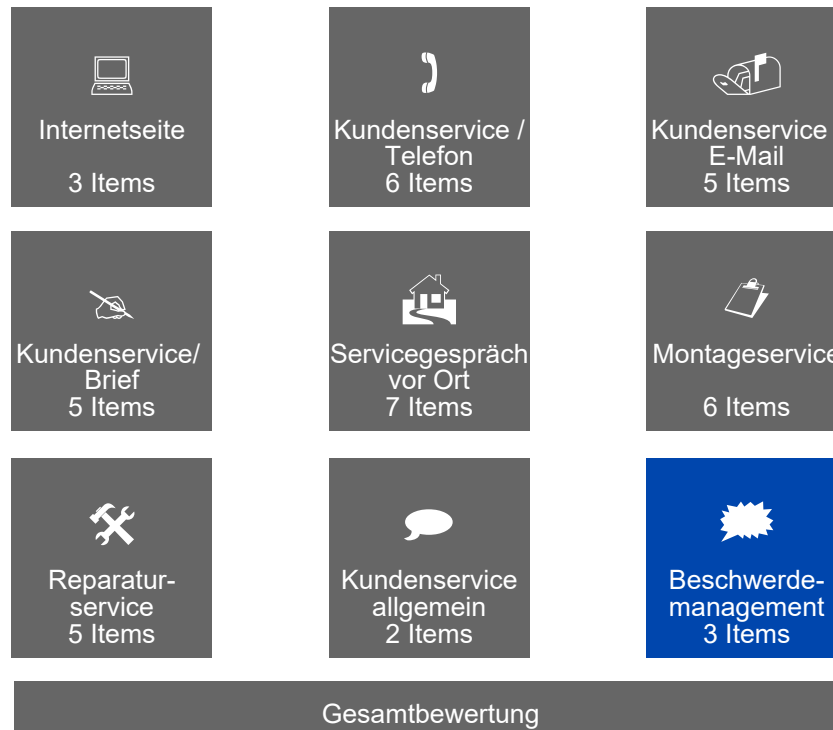 Internetseite
3 Items
Kundenservice /
Telefon
6 Items
Kundenservice
E-Mail
5 Items
Kundenservice/
Brief
5 Items
Servicegespräch
vor Ort
7 Items
Montageservice
6 Items
Reparatur-
service
5 Items
Kundenservice
allgemein
2 Items
Beschwerde-
management
3 Items
Gesamtbewertung